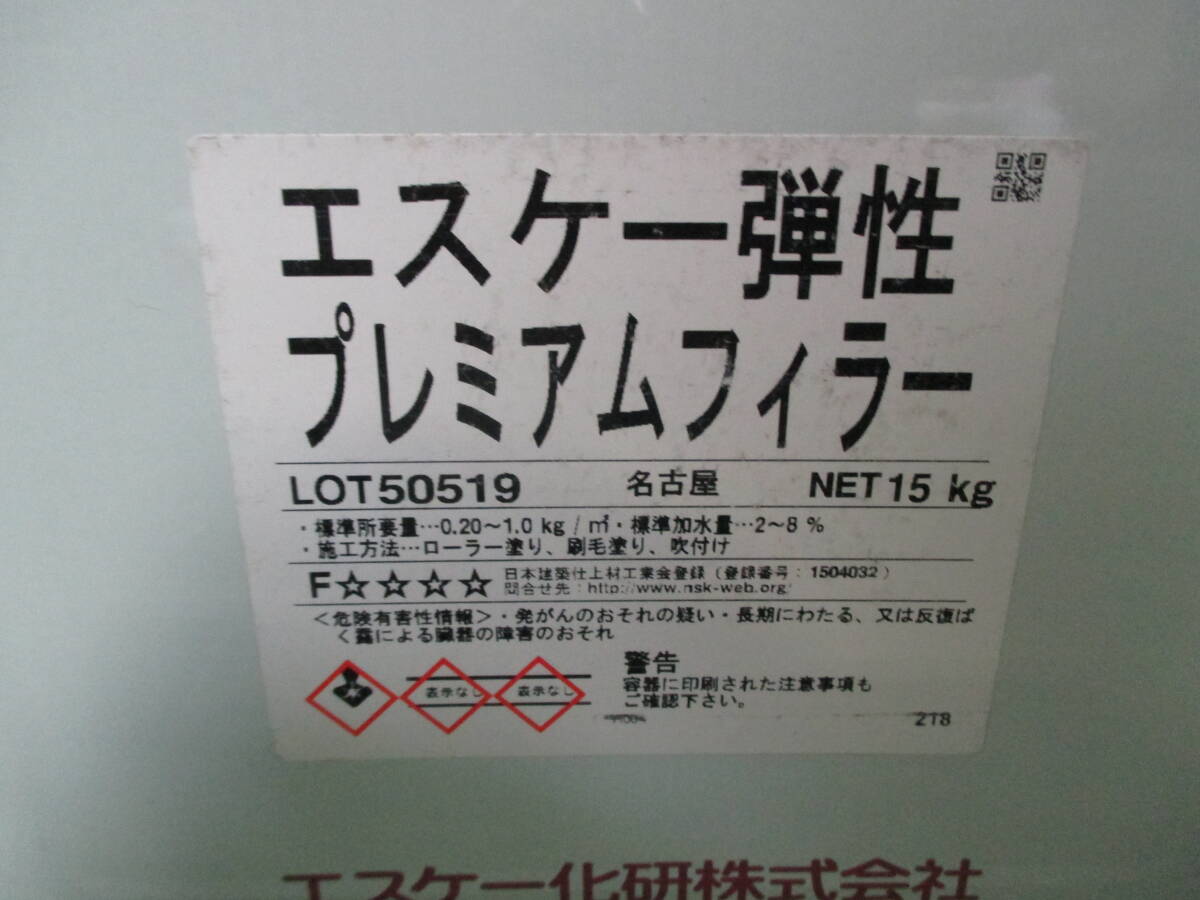 エスケー弾性
プレミアムフィラー
LOT50519 名古屋 NET 15 kg
・標準所要量…0.20～1.0 kg / ㎡・標準加水量…2～8 %
・施工方法…ローラー塗り、刷毛塗り、吹付け
F☆☆☆☆ 日本建築仕上材工業会登録（登録番号：1504032）
問合せ先：http://www.nsk-web.org/
＜危険有害性情報＞・発がんのおそれの疑い・長期にわたる、又は反復ば
く露による臓器の障害のおそれ
表示なし 表示なし
警告
容器に印刷された注意事項も
ご確認下さい。
218
エスケー化研株式会社